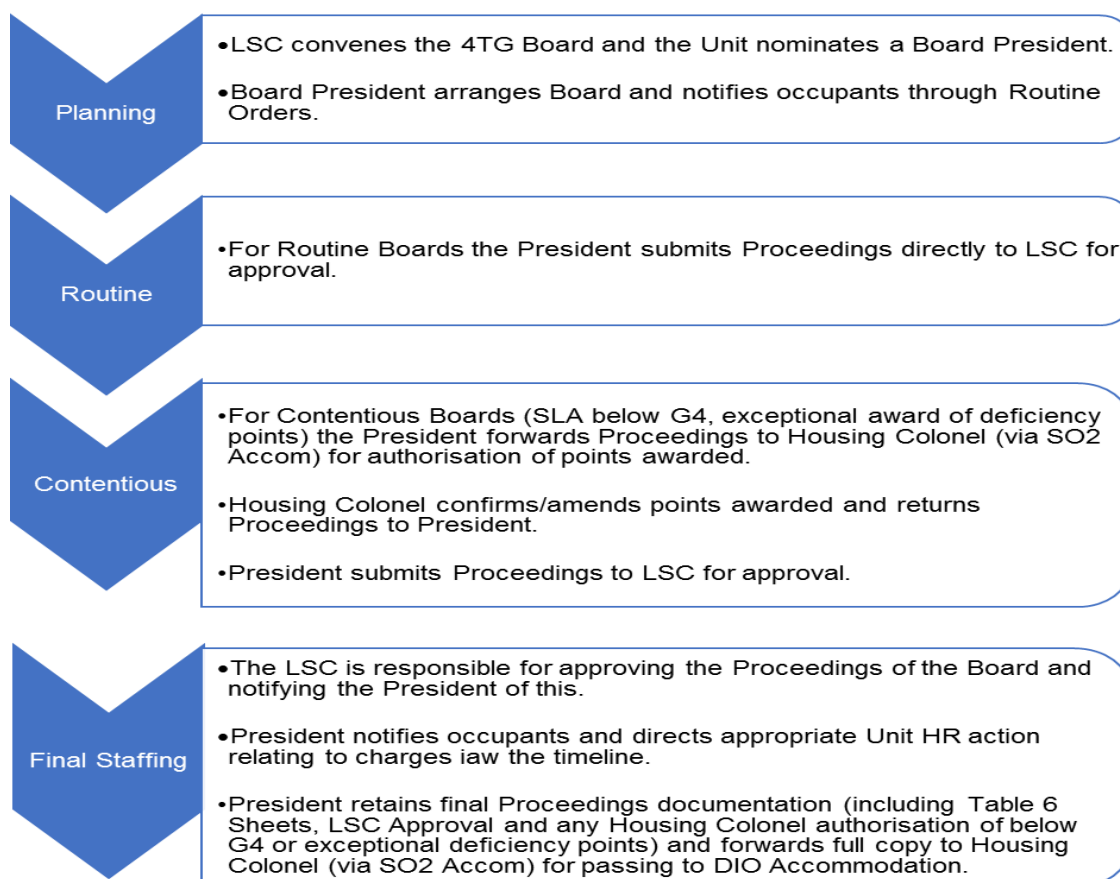 Planning
•LSC convenes the 4TG Board and the Unit nominates a Board President.
•Board President arranges Board and notifies occupants through Routine
Orders.
Routine
•For Routine Boards the President submits Proceedings directly to LSC for
approval.
Contentious
•For Contentious Boards (SLA below G4, exceptional award of deficiency
points) the President forwards Proceedings to Housing Colonel (via SO2
Accom) for authorisation of points awarded.
•Housing Colonel confirms/amends points awarded and returns
Proceedings to President.
•President submits Proceedings to LSC for approval.
Final Staffing
•The LSC is responsible for approving the Proceedings of the Board and
notifying the President of this.
•President notifies occupants and directs appropriate Unit HR action
relating to charges iaw the timeline.
•President retains final Proceedings documentation (including Table 6
Sheets, LSC Approval and any Housing Colonel authorisation of below
G4 or exceptional deficiency points) and forwards full copy to Housing
Colonel (via SO2 Accom) for passing to DIO Accommodation.